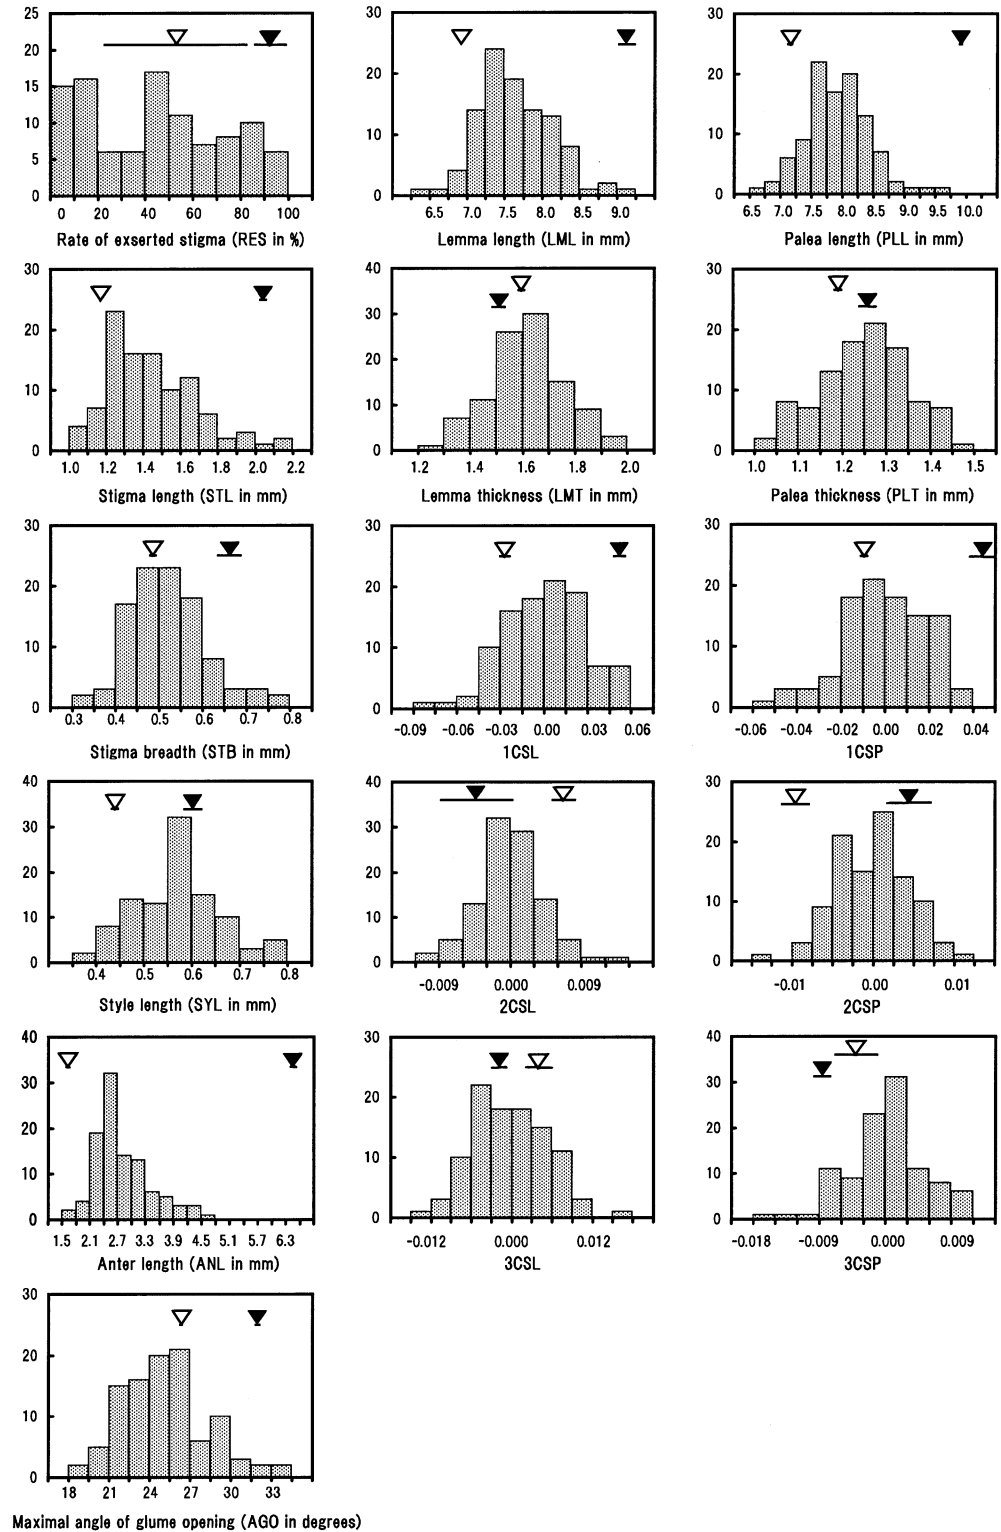 25
20
15
10
5
0
0 20 40 60 80 100
Rate of exserted stigma (RES in %)
30
20
10
0
6.5 7.0 7.5 8.0 8.5 9.0
Lemma length (LML in mm)
30
20
10
0
6.5 7.0 7.5 8.0 8.5 9.0 9.5 10.0
Palea length (PLL in mm)
30
20
10
0
1.0 1.2 1.4 1.6 1.8 2.0 2.2
Stigma length (STL in mm)
40
30
20
10
0
1.2 1.4 1.6 1.8 2.0
Lemma thickness (LMT in mm)
30
20
10
0
1.0 1.1 1.2 1.3 1.4 1.5
Palea thickness (PLT in mm)
30
20
10
0
0.3 0.4 0.5 0.6 0.7 0.8
Stigma breadth (STB in mm)
30
20
10
0
-0.09 -0.03 0.00 0.03 0.06
1CSL
30
20
10
0
-0.06 -0.04 -0.02 0.00 0.02 0.04
1CSP
40
30
20
10
0
0.4 0.5 0.6 0.7 0.8
Style length (SYL in mm)
40
30
20
10
0
-0.009 0.000 0.009
2CSL
30
20
10
0
-0.01 0.00 0.01
2CSP
40
30
20
10
0
1.5 2.1 2.7 3.3 3.9 4.5 5.1 5.7 6.3
Anter length (ANL in mm)
30
20
10
0
-0.012 0.000 0.012
3CSL
40
30
20
10
0
-0.018 -0.009 0.000 0.009
3CSP
30
20
10
0
18 21 24 27 30 33
Maximal angle of glume opening (AGO in degrees)